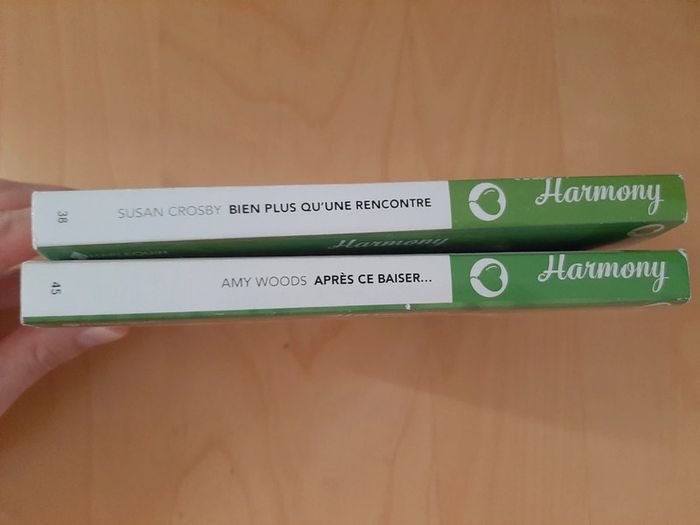 38 SUSAN CROSBY BIEN PLUS QU'UNE RENCONTRE Harmony
Harmony
45 AMY WOODS APRÈS CE BAISER... Harmony